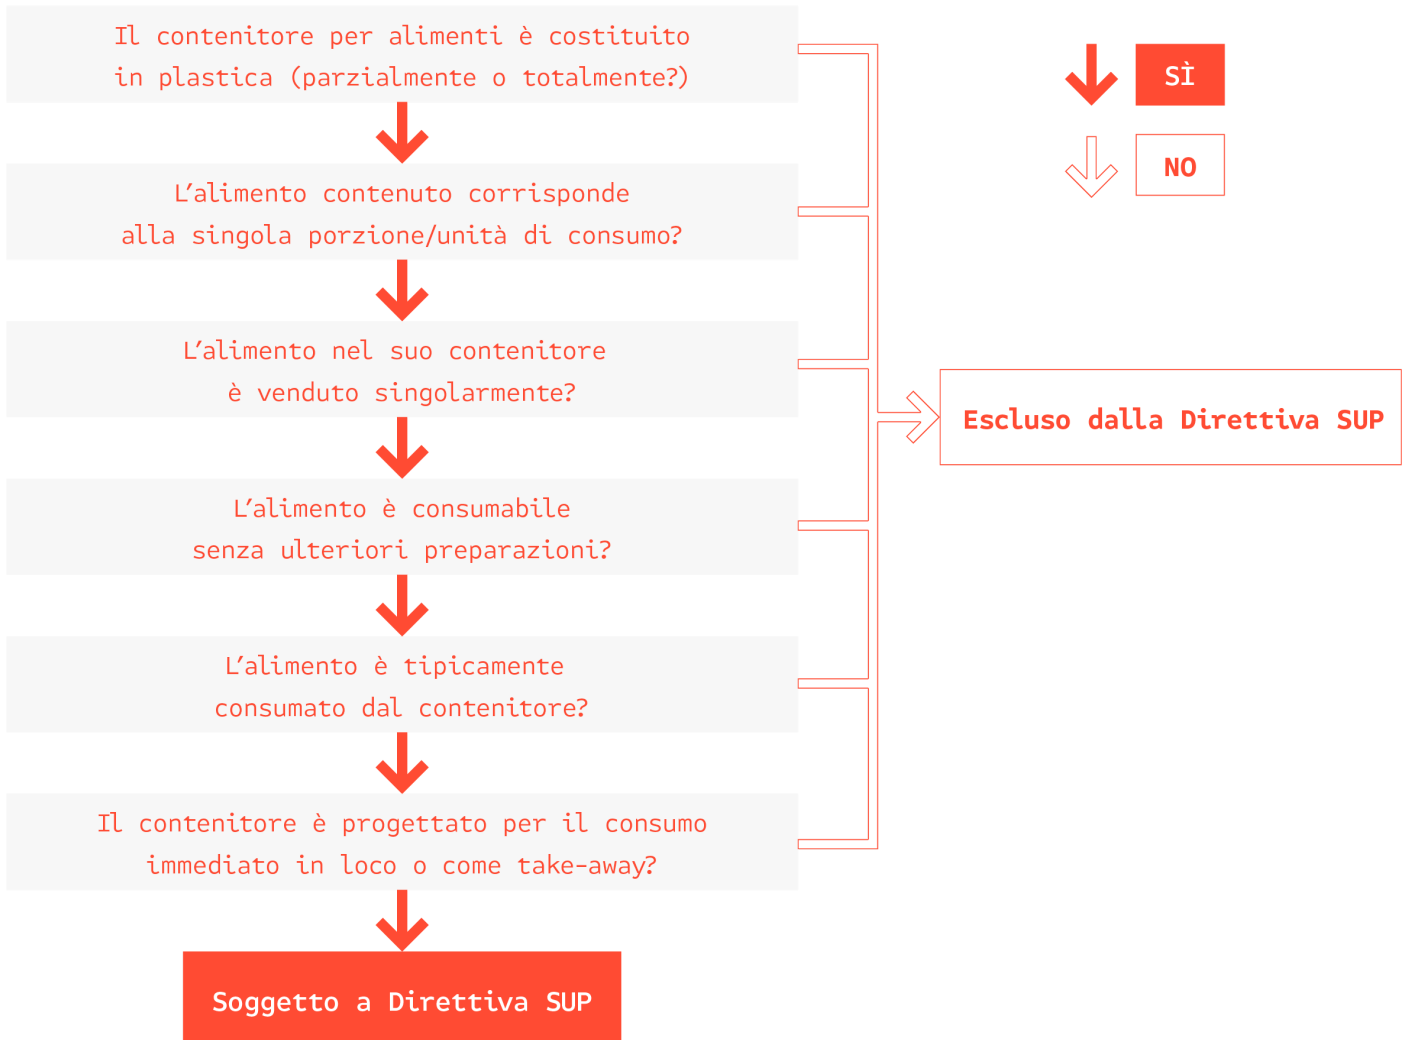 Il contenitore per alimenti è costituito
in plastica (parzialmente o totalmente?)
SÌ
NO
L'alimento contenuto corrisponde
alla singola porzione/unità di consumo?
L'alimento nel suo contenitore
è venduto singolarmente?
Escluso dalla Direttiva SUP
L'alimento è consumabile
senza ulteriori preparazioni?
L'alimento è tipicamente
consumato dal contenitore?
Il contenitore è progettato per il consumo
immediato in loco o come take-away?
Soggetto a Direttiva SUP